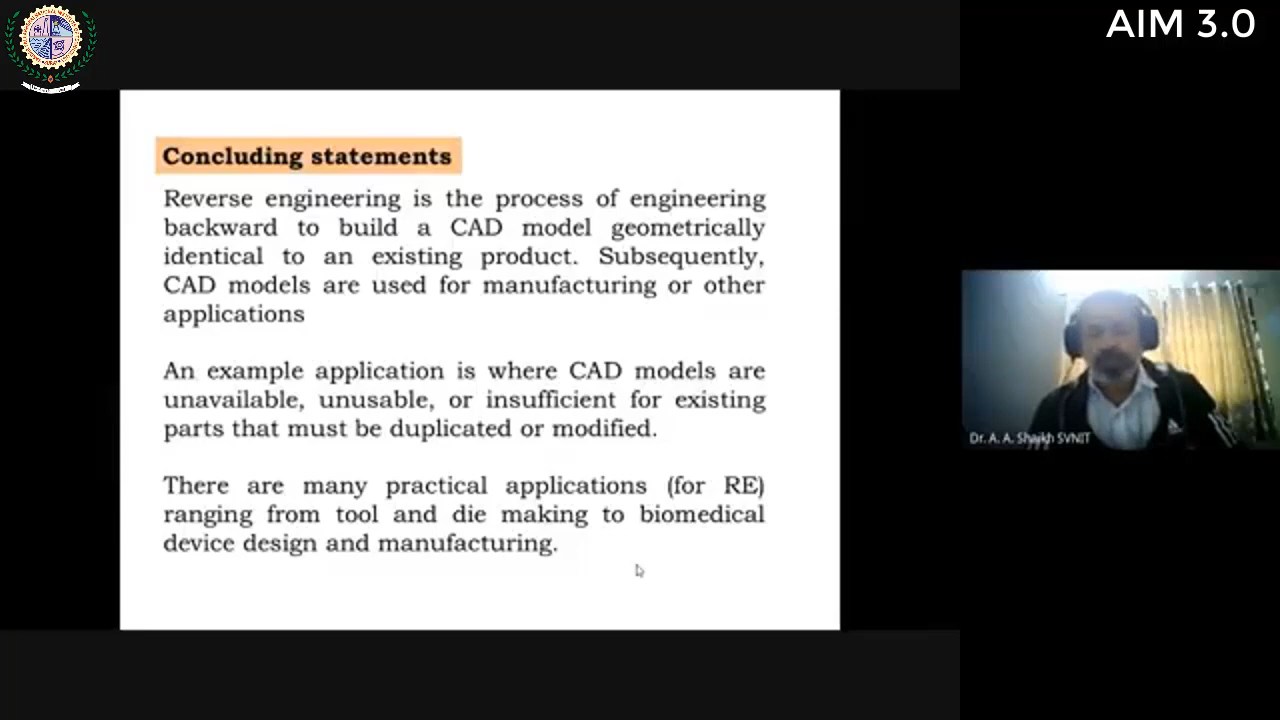 AIM 3.0
Concluding statements
Reverse engineering is the process of engineering
backward to build a CAD model geometrically
identical to an existing product. Subsequently,
CAD models are used for manufacturing or other
applications
An example application is where CAD models are
unavailable, unusable, or insufficient for existing
parts that must be duplicated or modified.
There are many practical applications (for RE)
ranging from tool and die making to biomedical
device design and manufacturing.
Dr. A. A. Shaikh SVNIT